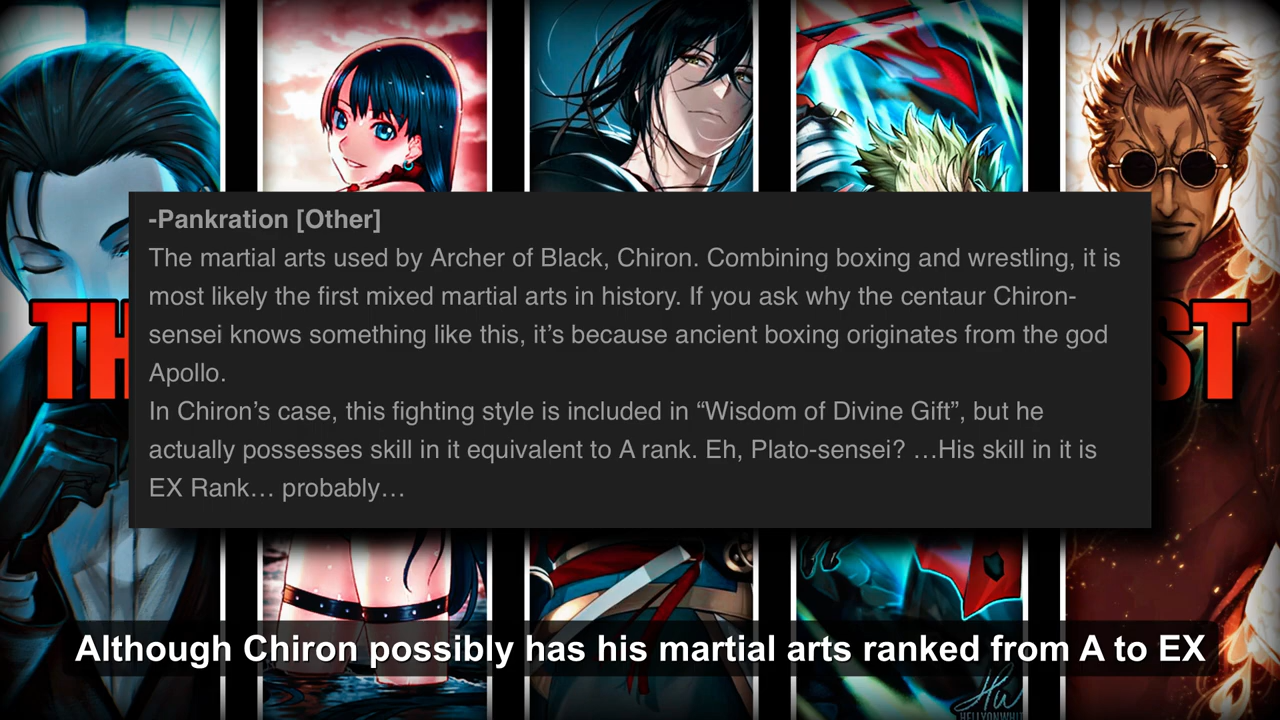 -Pankration [Other]
The martial arts used by Archer of Black, Chiron. Combining boxing and wrestling, it is
most likely the first mixed martial arts in history. If you ask why the centaur Chiron-
sensei knows something like this, it’s because ancient boxing originates from the god
Apollo.
In Chiron’s case, this fighting style is included in “Wisdom of Divine Gift”, but he
actually possesses skill in it equivalent to A rank. Eh, Plato-sensei? …His skill in it is
EX Rank… probably…
TH ST
Although Chiron possibly has his martial arts ranked from A to EX
Hw